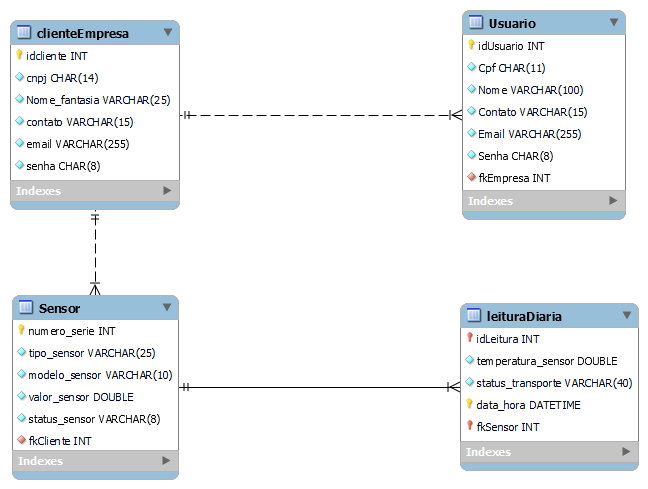 clienteEmpresa
idcliente INT
cnpj CHAR(14)
Nome_fantasia VARCHAR(25)
contato VARCHAR(15)
email VARCHAR(255)
senha CHAR(8)
Indexes
Usuario
idUsuario INT
Cpf CHAR(11)
Nome VARCHAR(100)
Contato VARCHAR(15)
Email VARCHAR(255)
Senha CHAR(8)
fkEmpresa INT
Indexes
Sensor
numero_serie INT
tipo_sensor VARCHAR(25)
modelo_sensor VARCHAR(10)
valor_sensor DOUBLE
status_sensor VARCHAR(8)
fkCliente INT
Indexes
leituraDiaria
idLeitura INT
temperatura_sensor DOUBLE
status_transporte VARCHAR(40)
data_hora DATETIME
fkSensor INT
Indexes